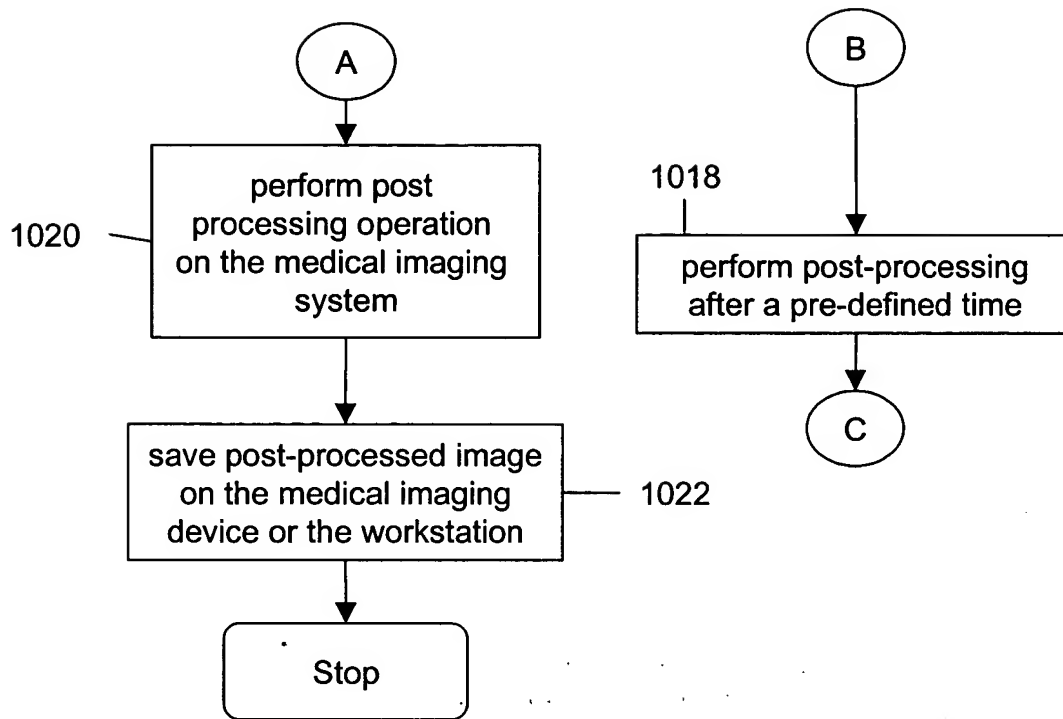 A
perform post
processing operation
on the medical imaging
system
1020
save post-processed image
on the medical imaging
device or the workstation
1022
Stop
B
1018
perform post-processing
after a pre-defined time
C